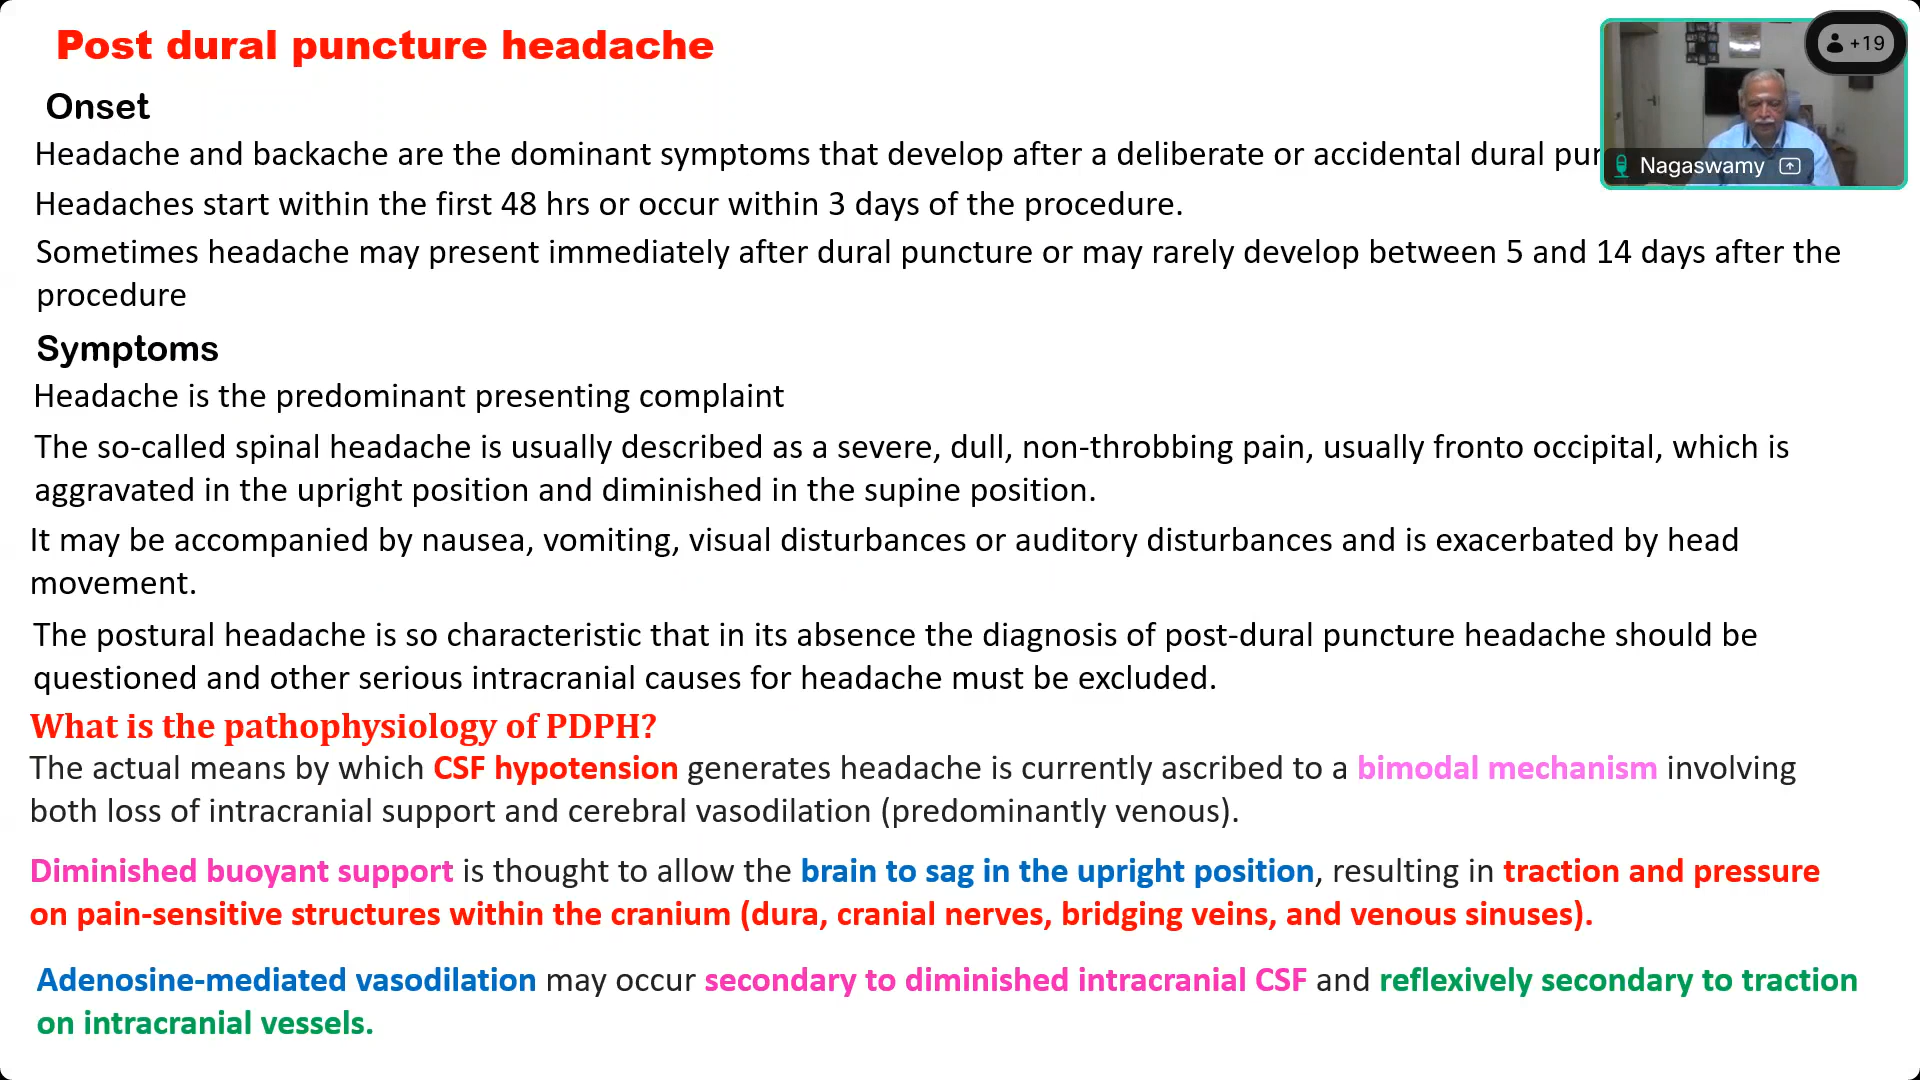 Post dural puncture headache
+19
Onset
Headache and backache are the dominant symptoms that develop after a deliberate or accidental dural
Nagaswamy
Headaches start within the first 48 hrs or occur within 3 days of the procedure.
Sometimes headache may present immediately after dural puncture or may rarely develop between 5 and 14 days after the
procedure
Symptoms
Headache is the predominant presenting complaint
The so-called spinal headache is usually described as a severe, dull, non-throbbing pain, usually fronto occipital, which is
aggravated in the upright position and diminished in the supine position.
It may be accompanied by nausea, vomiting, visual disturbances or auditory disturbances and is exacerbated by head
movement.
The postural headache is so characteristic that in its absence the diagnosis of post-dural puncture headache should be
questioned and other serious intracranial causes for headache must be excluded.
What is the pathophysiology of PDPH?
The actual means by which CSF hypotension generates headache is currently ascribed to a bimodal mechanism involving
both loss of intracranial support and cerebral vasodilation (predominantly venous).
Diminished buoyant support is thought to allow the brain to sag in the upright position, resulting in traction and pressure
on pain-sensitive structures within the cranium (dura, cranial nerves, bridging veins, and venous sinuses).
Adenosine-mediated vasodilation may occur secondary to diminished intracranial CSF and reflexively secondary to traction
on intracranial vessels.